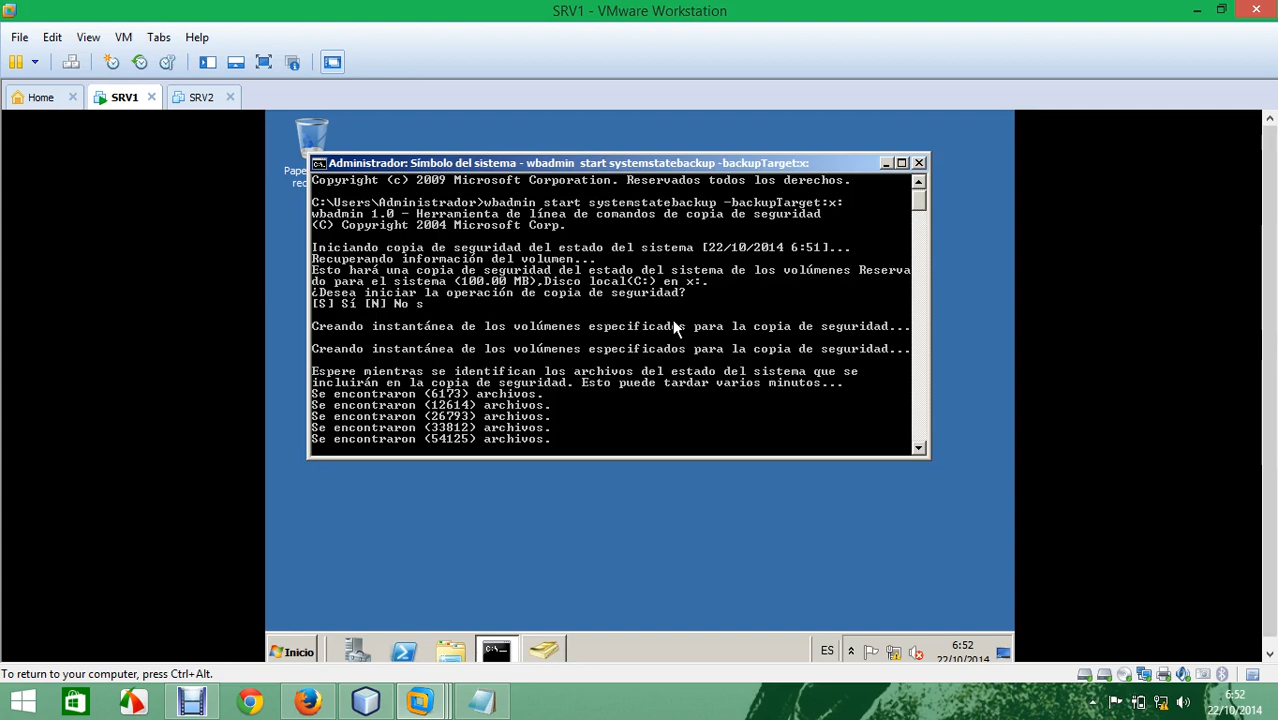 SRV1 - VMware Workstation
File Edit View VM Tabs Help
Home SRV1 SRV2
Administrador: Símbolo del sistema - wbadmin start systemstatebackup -backupTarget:x:
Copyright (c) 2009 Microsoft Corporation. Reservados todos los derechos.
C:\Users\Administrador>wbadmin start systemstatebackup -backupTarget:x:
wbadmin 1.0 - Herramienta de línea de comandos de copia de seguridad
(C) Copyright 2004 Microsoft Corp.
Iniciando copia de seguridad del estado del sistema [22/10/2014 6:51]...
Recuperando información del volumen...
Esto hará una copia de seguridad del estado del sistema de los volúmenes Reserva
do para el sistema (100.00 MB),Disco local(C:) en x:.
¿Desea iniciar la operación de copia de seguridad?
[S] Sí [N] No s
Creando instantánea de los volúmenes especificados para la copia de seguridad...
Creando instantánea de los volúmenes especificados para la copia de seguridad...
Espere mientras se identifican los archivos del estado del sistema que se
incluirán en la copia de seguridad. Esto puede tardar varios minutos...
Se encontraron (6173) archivos.
Se encontraron (12614) archivos.
Se encontraron (26793) archivos.
Se encontraron (33812) archivos.
Se encontraron (54125) archivos.
Inicio
ES
6:52
22/10/2014
To return to your computer, press Ctrl+Alt.
6:52
22/10/2014